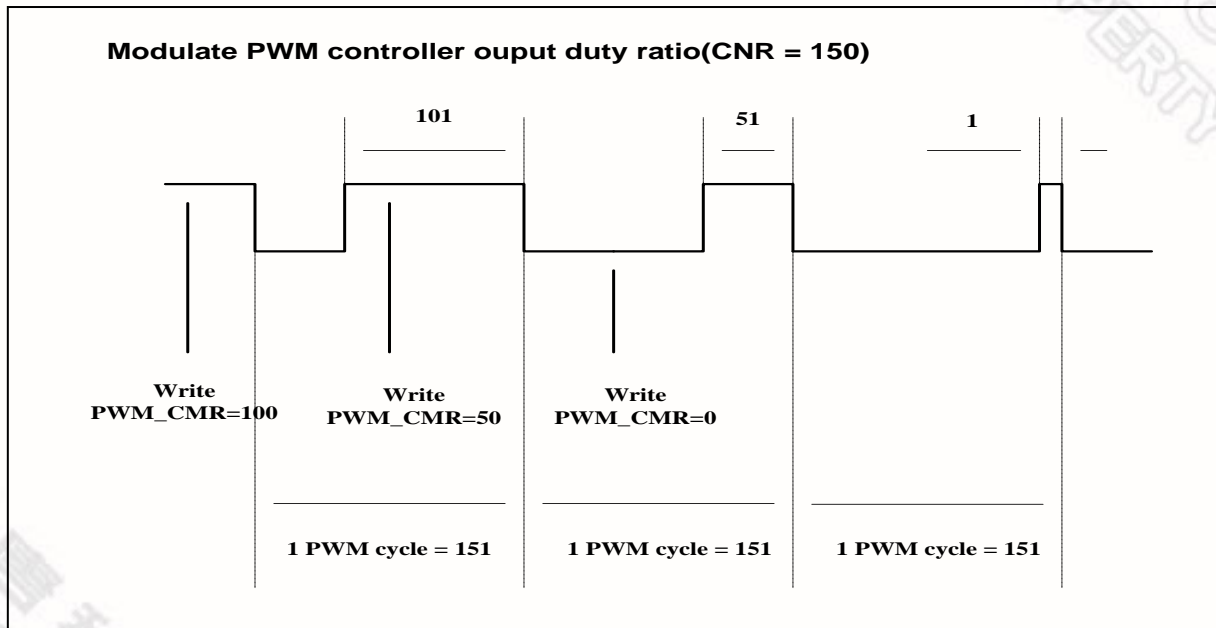 Modulate PWM controller ouput duty ratio(CNR = 150)
101
51
1
Write
PWM_CMR=100
Write
PWM_CMR=50
Write
PWM_CMR=0
1 PWM cycle = 151
1 PWM cycle = 151
1 PWM cycle = 151
PERTY